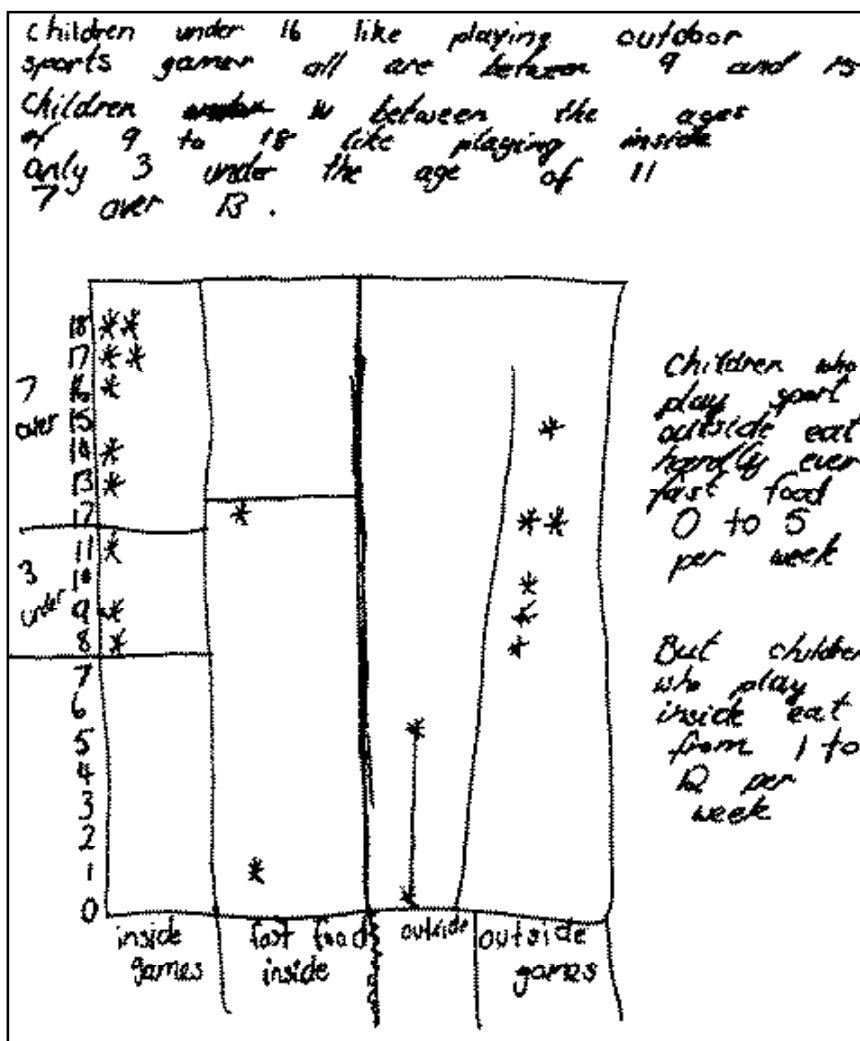 Children under 16 like playing outdoor
sports games all are between 9 and 15
Children between the ages
of 9 to 18 like playing inside
only 3 under the age of 11
7 over 13.
18
17
16
15
14
13
12
11
10
9
8
7
6
5
4
3
2
1
0
7
over
3
under
Children who
play sport
outside eat
hardly ever
fast food
0 to 5
per week
But children
who play
inside eat
from 1 to
12 per
week
inside
games
fast food
inside
outside
outside
games